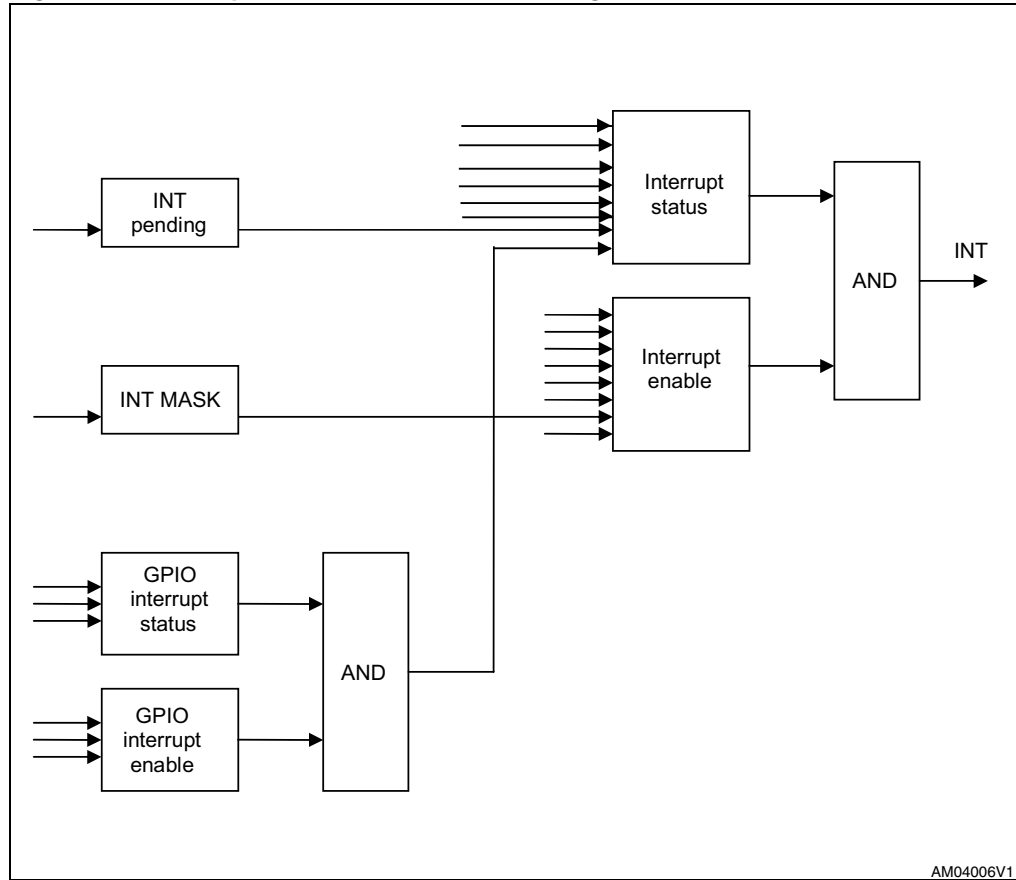 INT
pending
INT MASK
GPIO
interrupt
status
GPIO
interrupt
enable
AND
Interrupt
status
Interrupt
enable
AND
INT
AM04006V1